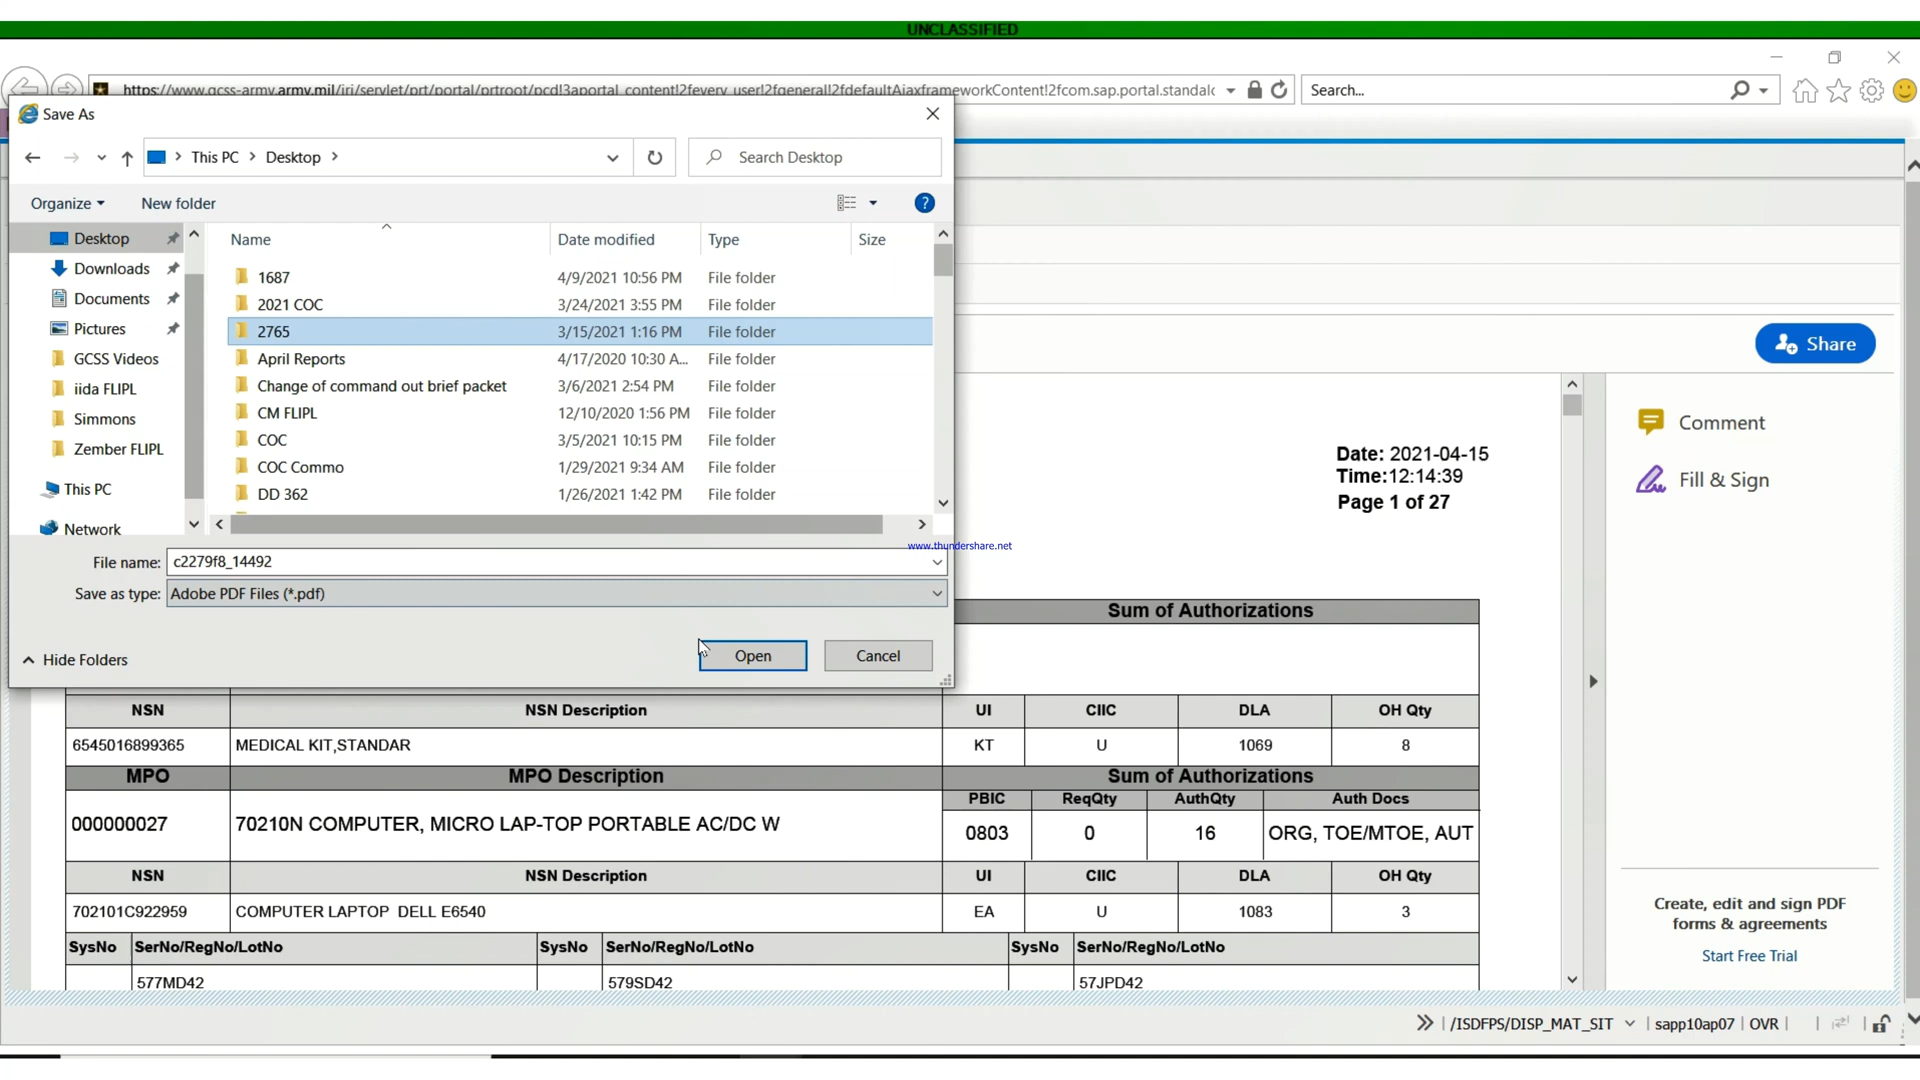 UNCLASSIFIED
https://www.gcss-army.army.mil/irj/servlet/prt/portal/prtroot/pcd!3aportal_content!2fevery_user!2fgeneral!2fdefaultAjaxframeworkContent!2fcom.sap.portal.standalc
Search...
Save As
This PC > Desktop >
Search Desktop
Organize
New folder
Name Date modified Type Size
Desktop
Downloads
Documents
Pictures
GCSS Videos
iida FLIPL
Simmons
Zember FLIPL
This PC
Network
1687 4/9/2021 10:56 PM File folder
2021 COC 3/24/2021 3:55 PM File folder
2765 3/15/2021 1:16 PM File folder
April Reports 4/17/2020 10:30 A... File folder
Change of command out brief packet 3/6/2021 2:54 PM File folder
CM FLIPL 12/10/2020 1:56 PM File folder
COC 3/5/2021 10:15 PM File folder
COC Commo 1/29/2021 9:34 AM File folder
DD 362 1/26/2021 1:42 PM File folder
File name: c2279f8_14492
Save as type: Adobe PDF Files (*.pdf)
Hide Folders
Open
Cancel
www.thundershare.net
Share
Comment
Fill & Sign
Date: 2021-04-15
Time:12:14:39
Page 1 of 27
Sum of Authorizations
NSN NSN Description UI CIIC DLA OH Qty
6545016899365 MEDICAL KIT,STANDAR KT U 1069 8
MPO MPO Description Sum of Authorizations
PBIC ReqQty AuthQty Auth Docs
000000027 70210N COMPUTER, MICRO LAP-TOP PORTABLE AC/DC W 0803 0 16 ORG, TOE/MTOE, AUT
NSN NSN Description UI CIIC DLA OH Qty
702101C922959 COMPUTER LAPTOP DELL E6540 EA U 1083 3
SysNo SerNo/RegNo/LotNo SysNo SerNo/RegNo/LotNo SysNo SerNo/RegNo/LotNo
577MD42 579SD42 57JPD42
Create, edit and sign PDF
forms & agreements
Start Free Trial
/ISDFPS/DISP_MAT_SIT sapp10ap07 OVR